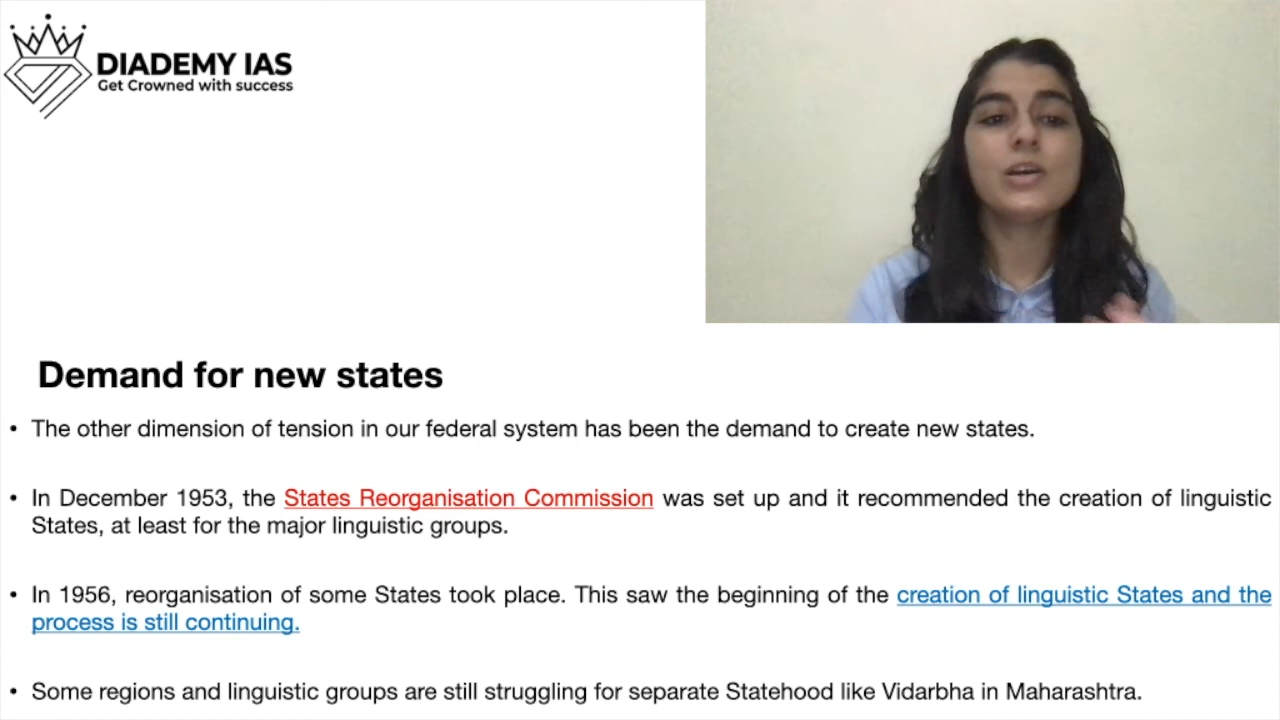 DIADEMY IAS
Get Crowned with success
Demand for new states
• The other dimension of tension in our federal system has been the demand to create new states.
• In December 1953, the States Reorganisation Commission was set up and it recommended the creation of linguistic
States, at least for the major linguistic groups.
• In 1956, reorganisation of some States took place. This saw the beginning of the creation of linguistic States and the
process is still continuing.
• Some regions and linguistic groups are still struggling for separate Statehood like Vidarbha in Maharashtra.